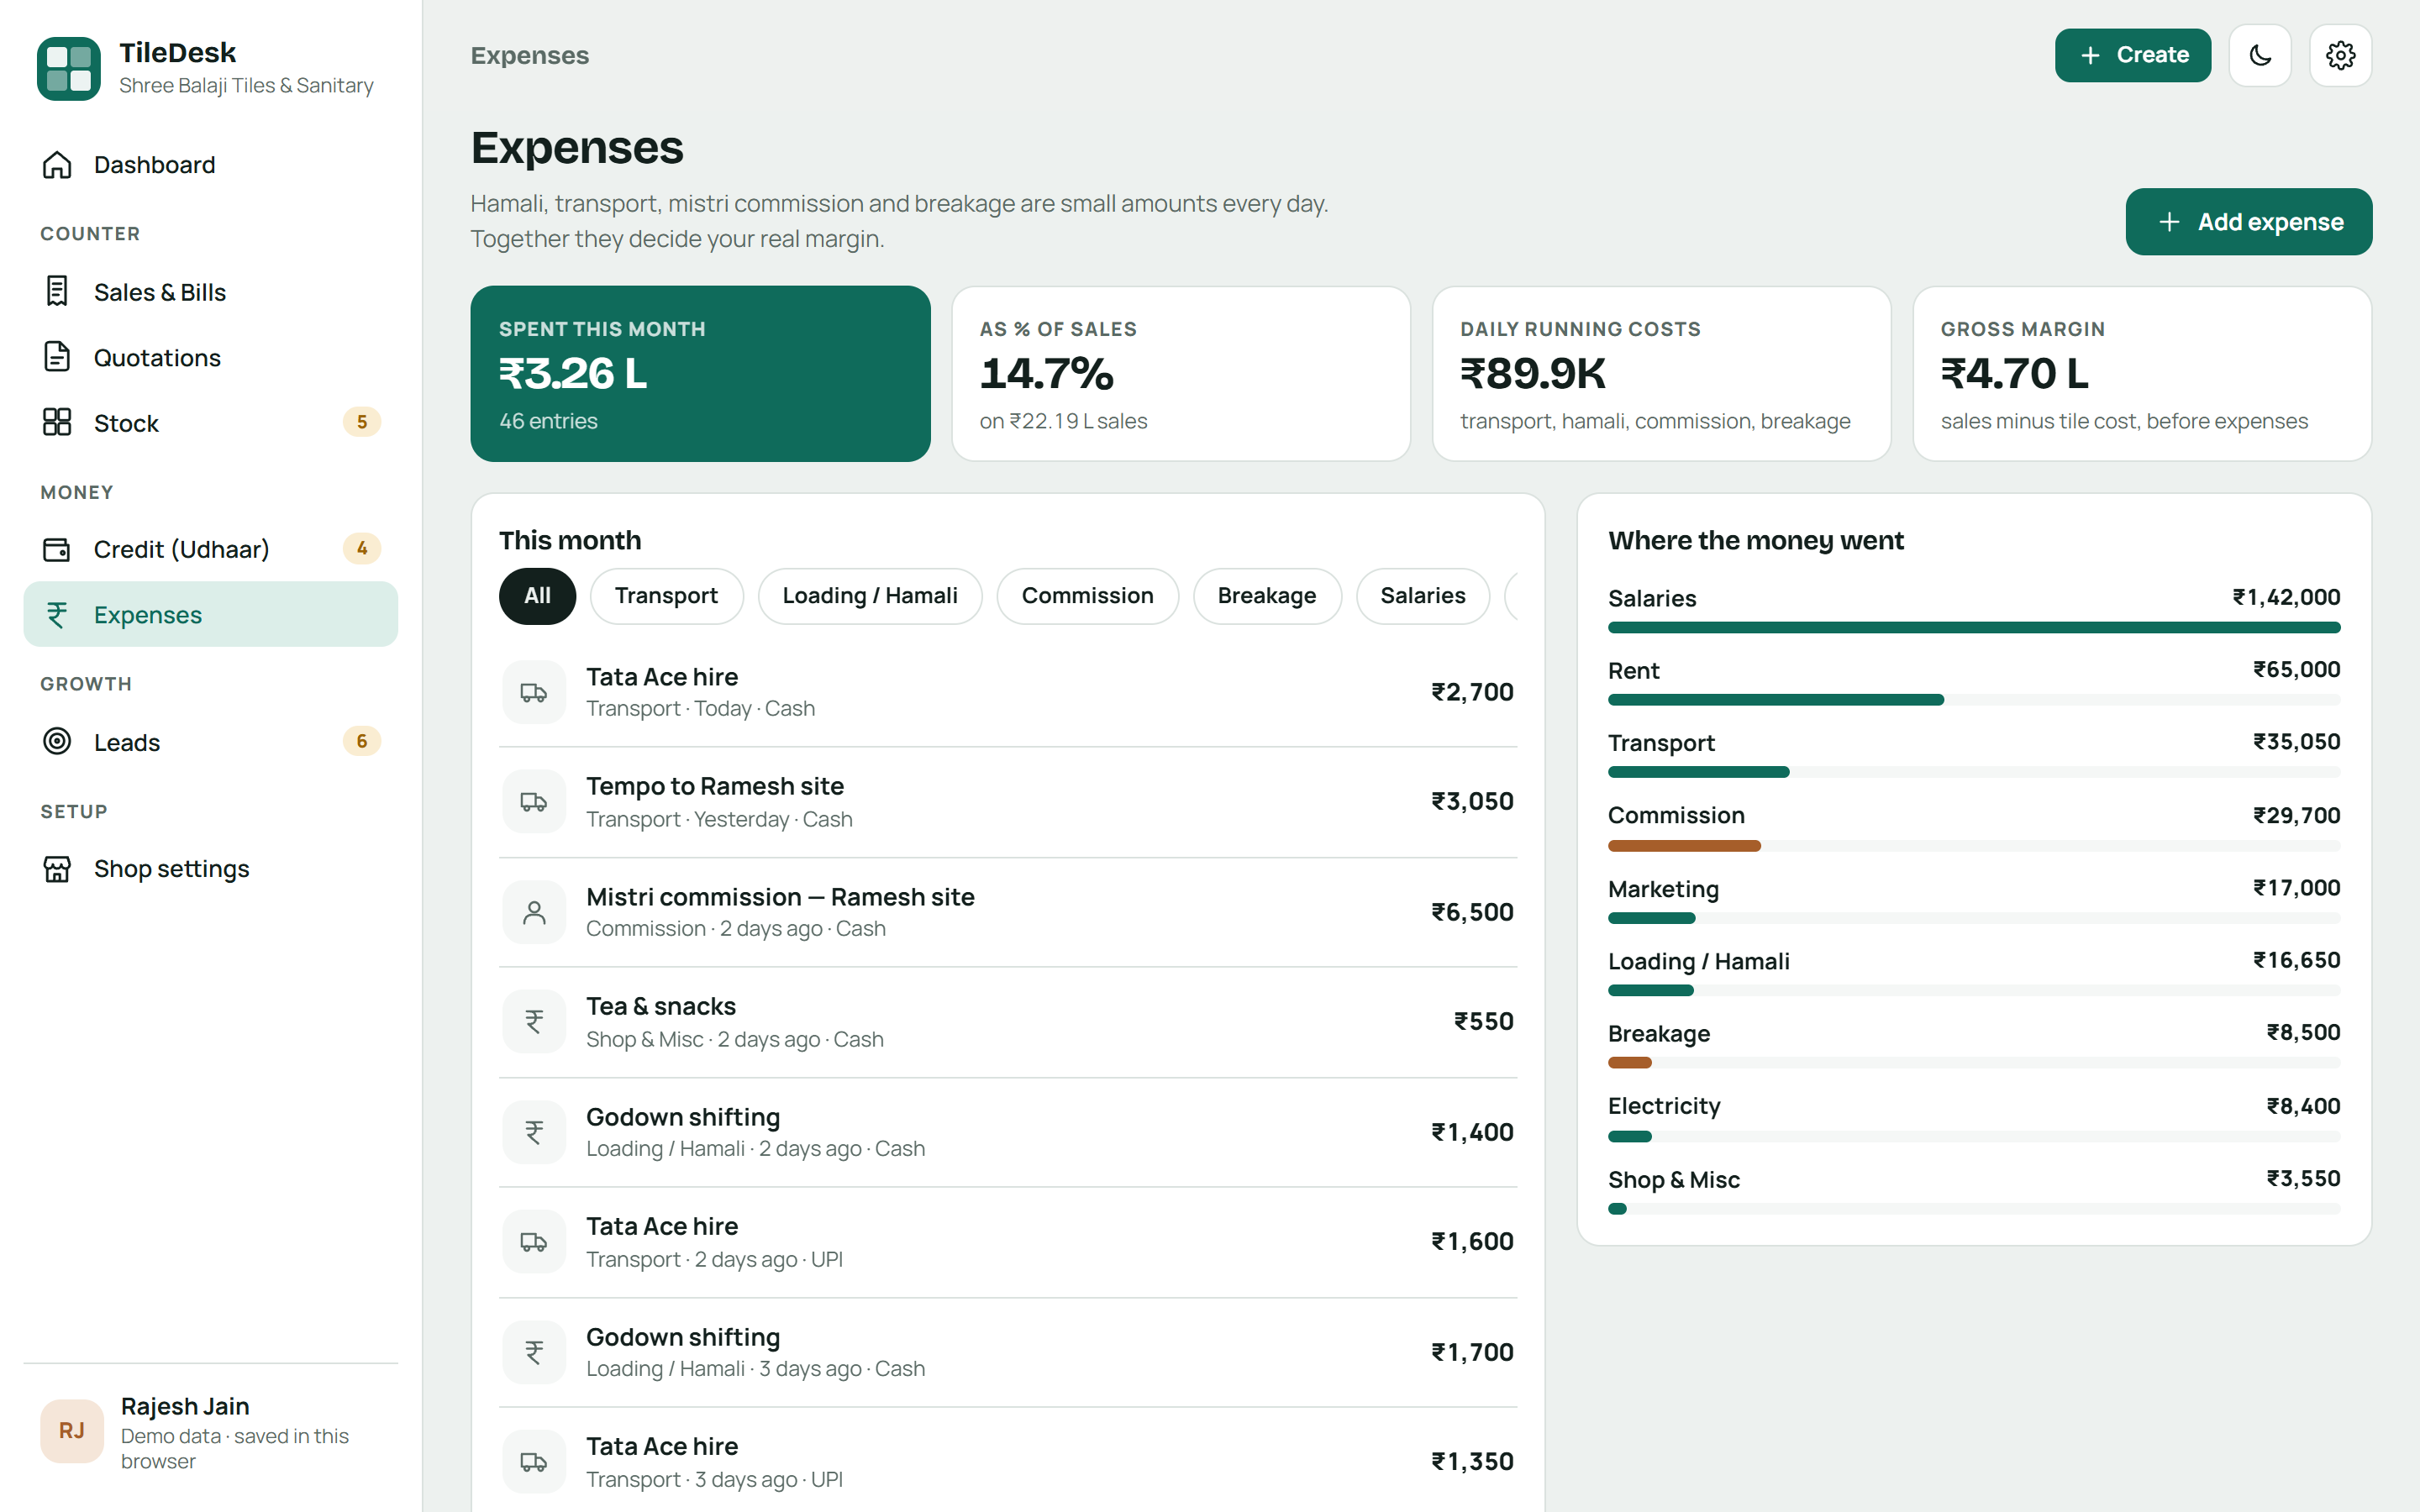 TileDesk
Shree Balaji Tiles & Sanitary
Dashboard
COUNTER
Sales & Bills
Quotations
Stock 5
MONEY
Credit (Udhaar) 4
₹ Expenses
GROWTH
Leads 6
SETUP
Shop settings
RJ
Rajesh Jain
Demo data · saved in this
browser
Expenses
+ Create
Expenses
Hamali, transport, mistri commission and breakage are small amounts every day.
Together they decide your real margin.
+ Add expense
SPENT THIS MONTH
₹3.26 L
46 entries
AS % OF SALES
14.7%
on ₹22.19 L sales
DAILY RUNNING COSTS
₹89.9K
transport, hamali, commission, breakage
GROSS MARGIN
₹4.70 L
sales minus tile cost, before expenses
This month
All Transport Loading / Hamali Commission Breakage Salaries
Tata Ace hire
Transport · Today · Cash
₹2,700
Tempo to Ramesh site
Transport · Yesterday · Cash
₹3,050
Mistri commission — Ramesh site
Commission · 2 days ago · Cash
₹6,500
₹
Tea & snacks
Shop & Misc · 2 days ago · Cash
₹550
₹
Godown shifting
Loading / Hamali · 2 days ago · Cash
₹1,400
Tata Ace hire
Transport · 2 days ago · UPI
₹1,600
₹
Godown shifting
Loading / Hamali · 3 days ago · Cash
₹1,700
Tata Ace hire
Transport · 3 days ago · UPI
₹1,350
Where the money went
Salaries ₹1,42,000
Rent ₹65,000
Transport ₹35,050
Commission ₹29,700
Marketing ₹17,000
Loading / Hamali ₹16,650
Breakage ₹8,500
Electricity ₹8,400
Shop & Misc ₹3,550